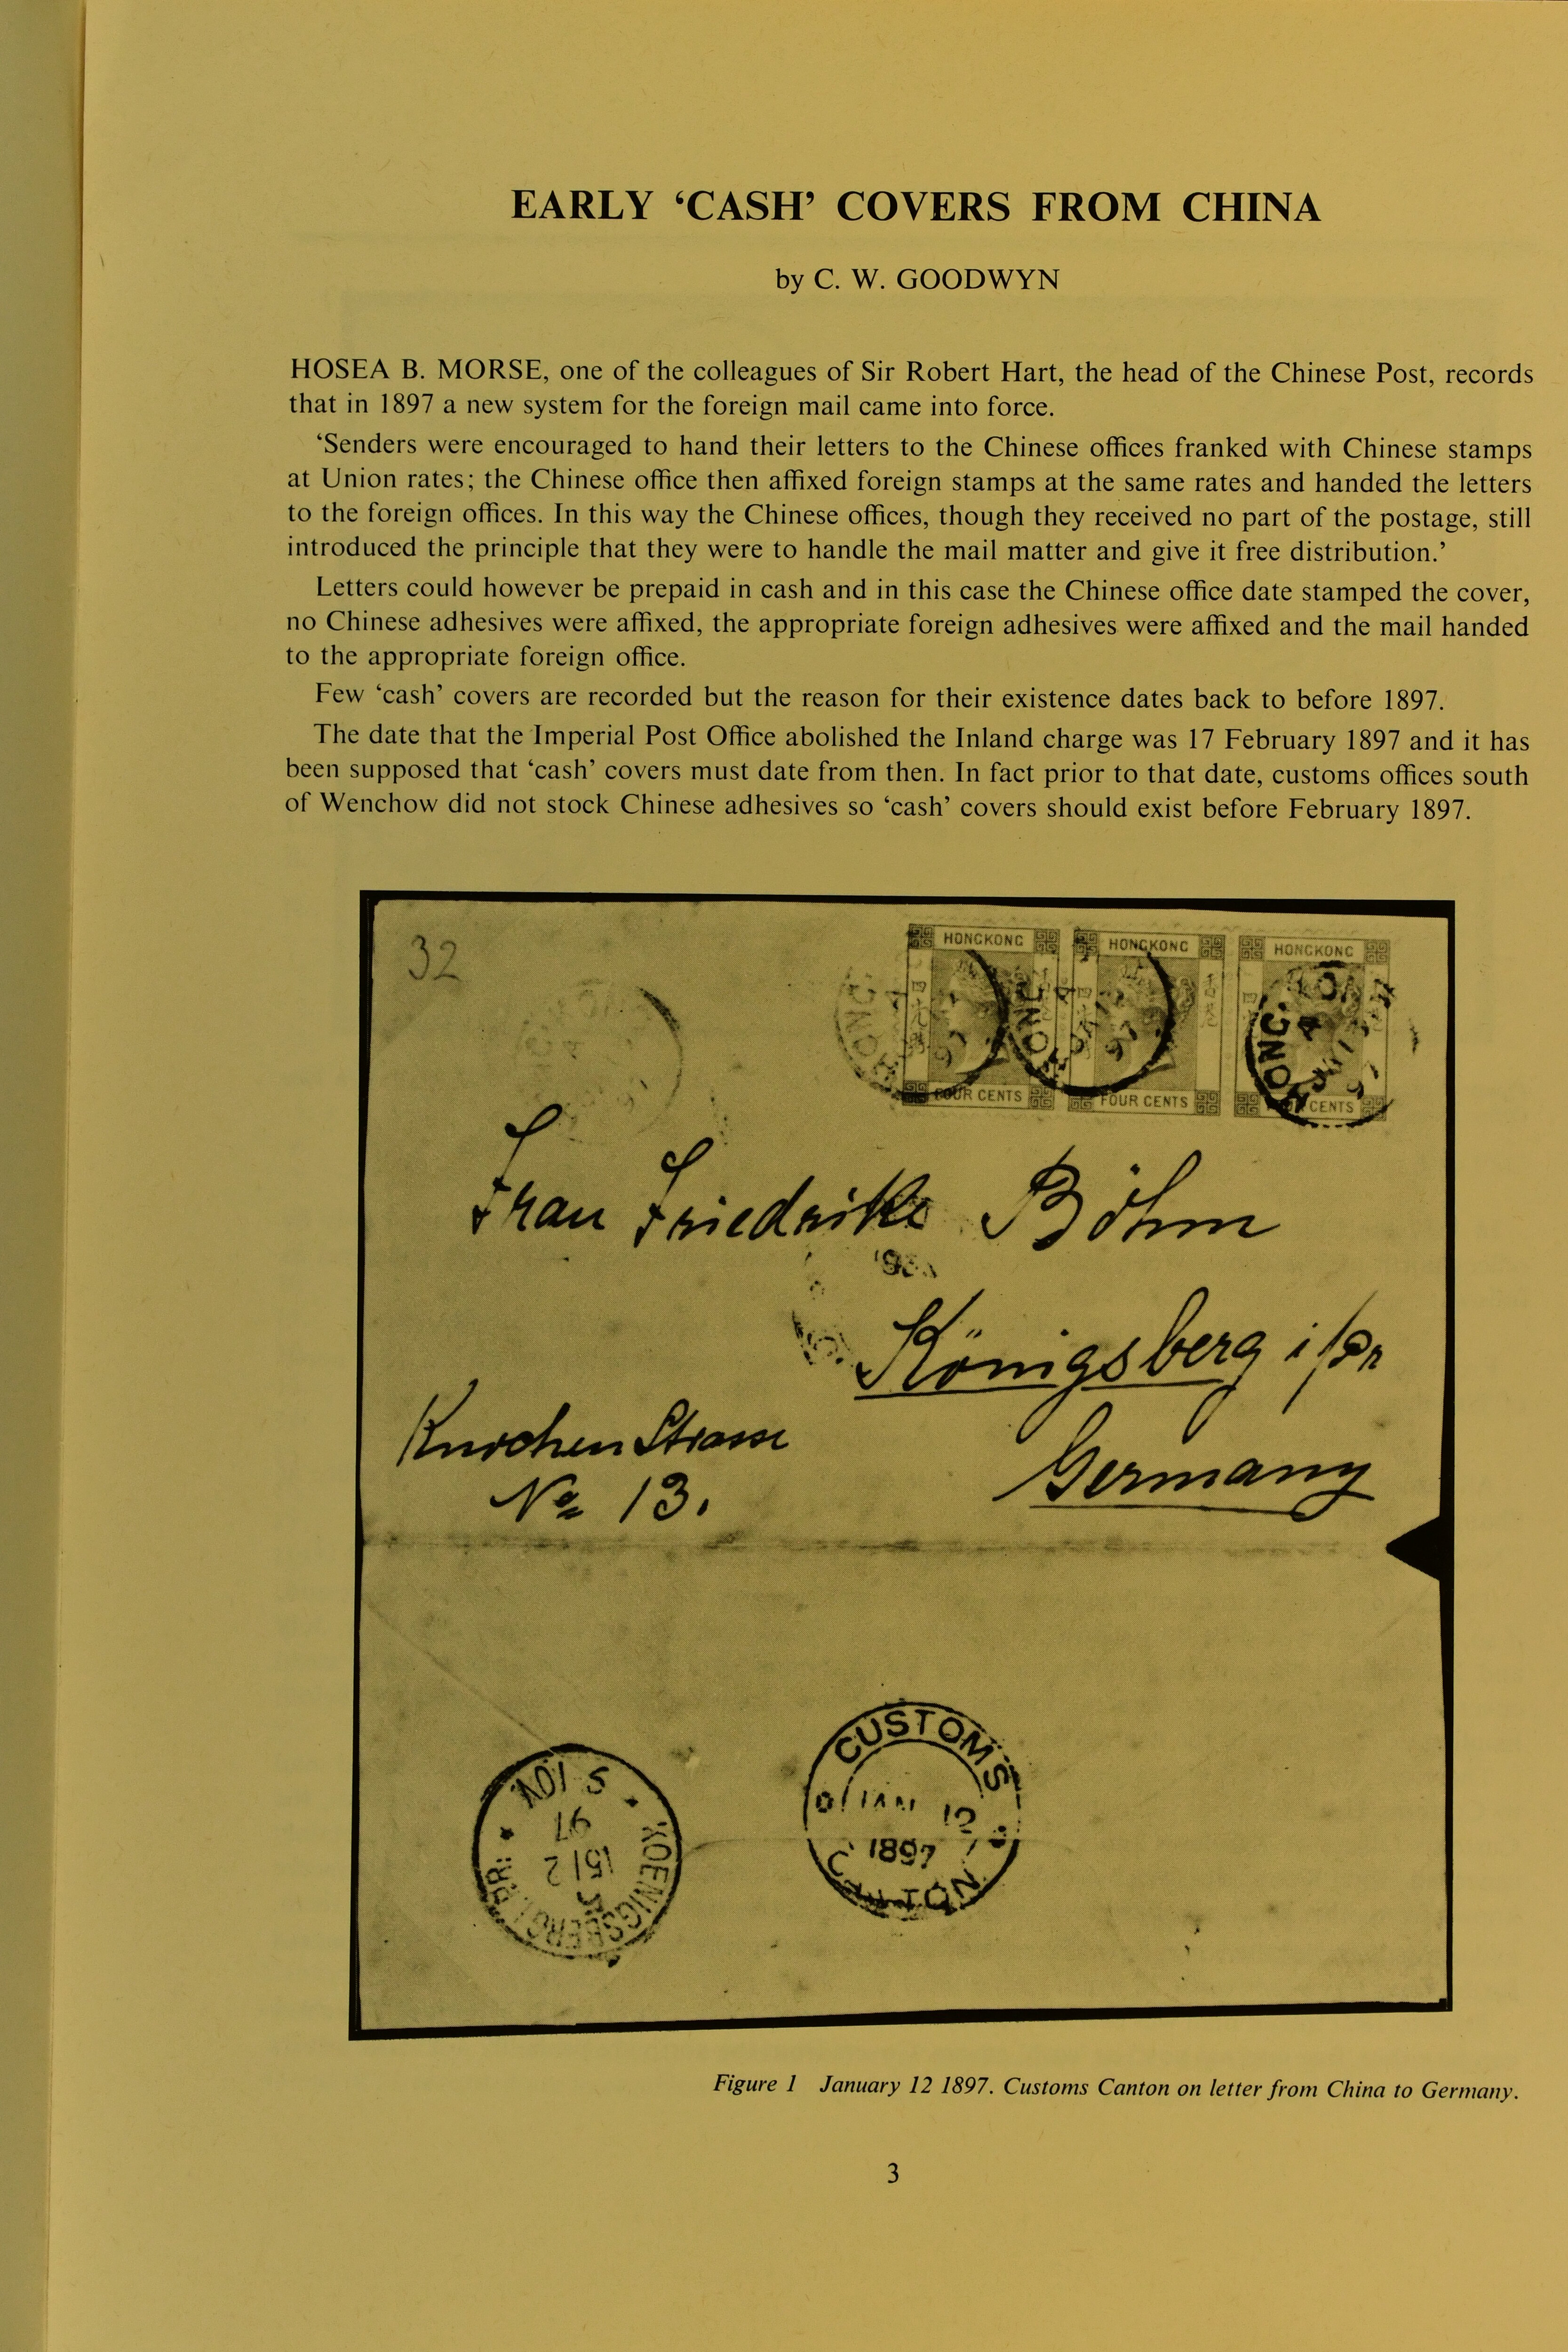 EARLY ‘CASH’ COVERS FROM CHINA
by C. W. GOODWYN
HOSEA B. MORSE, one of the colleagues of Sir Robert Hart, the head of the Chinese Post, records
that in 1897 a new system for the foreign mail came into force.
‘Senders were encouraged to hand their letters to the Chinese offices franked with Chinese stamps
at Union rates; the Chinese office then affixed foreign stamps at the same rates and handed the letters
to the foreign offices. In this way the Chinese offices, though they received no part of the postage, still
introduced the principle that they were to handle the mail matter and give it free distribution.’
Letters could however be prepaid in cash and in this case the Chinese office date stamped the cover,
no Chinese adhesives were affixed, the appropriate foreign adhesives were affixed and the mail handed
to the appropriate foreign office.
Few ‘cash’ covers are recorded but the reason for their existence dates back to before 1897.
The date that the Imperial Post Office abolished the Inland charge was 17 February 1897 and it has
been supposed that ‘cash’ covers must date from then. In fact prior to that date, customs offices south
of Wenchow did not stock Chinese adhesives so ‘cash’ covers should exist before February 1897.
32
HONGKONG HONGKONG HONGKONG
FOUR CENTS FOUR CENTS CENTS
Frau Friedrike Böhm
Königsberg i/Pr
Knochen Strasse
No 13.
Germany
CUSTOMS
JAN 12
1897
KOENIGSBERG PR.
97
Figure 1 January 12 1897. Customs Canton on letter from China to Germany.
3